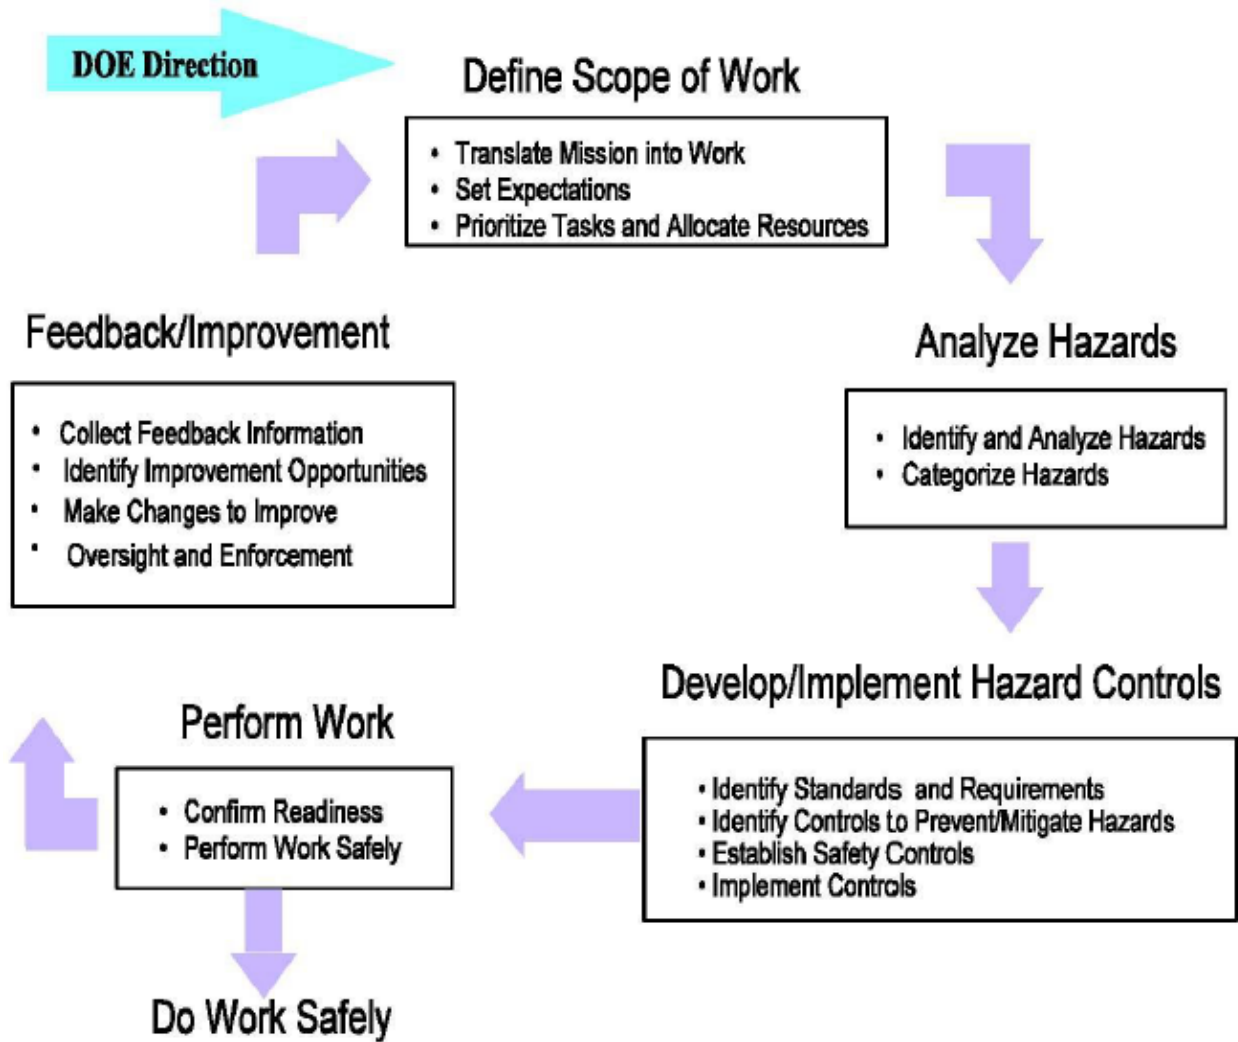 DOE Direction
Define Scope of Work
• Translate Mission into Work
• Set Expectations
• Prioritize Tasks and Allocate Resources
Feedback/Improvement
• Collect Feedback Information
• Identify Improvement Opportunities
• Make Changes to Improve
• Oversight and Enforcement
Analyze Hazards
• Identify and Analyze Hazards
• Categorize Hazards
Develop/Implement Hazard Controls
• Identify Standards and Requirements
• Identify Controls to Prevent/Mitigate Hazards
• Establish Safety Controls
• Implement Controls
Perform Work
• Confirm Readiness
• Perform Work Safely
Do Work Safely